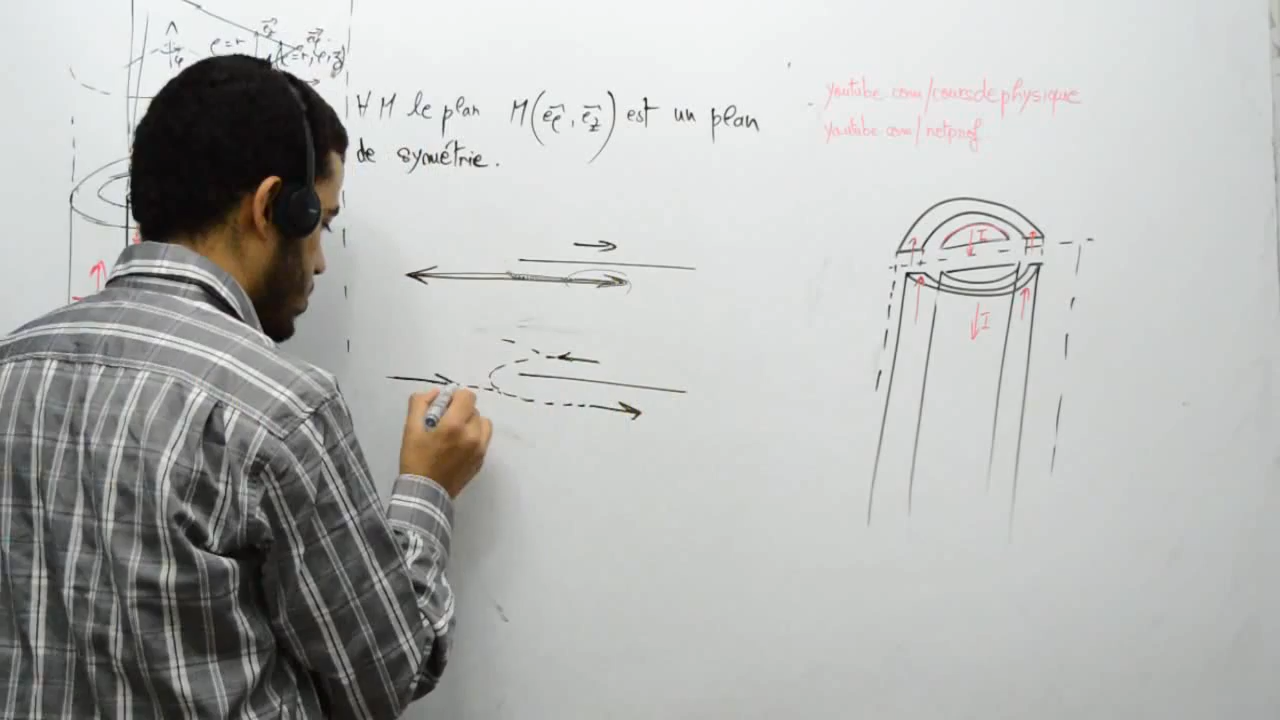 ρ = r
∀ M le plan M(e⃗ρ, e⃗z) est un plan
de symétrie.
youtube com/coursdephysique
youtube com/netprof
I
I